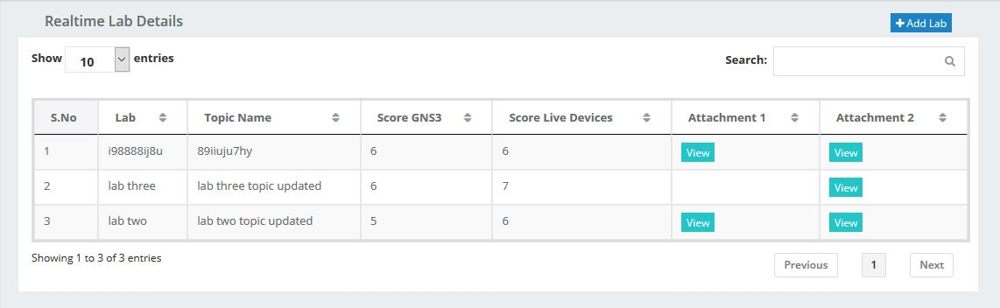 Realtime Lab Details
+ Add Lab
Show 10 entries
Search:
S.No Lab Topic Name Score GNS3 Score Live Devices Attachment 1 Attachment 2
1 i98888ij8u 89iiuju7hy 6 6 View View
2 lab three lab three topic updated 6 7 View
3 lab two lab two topic updated 5 6 View View
Showing 1 to 3 of 3 entries
Previous 1 Next